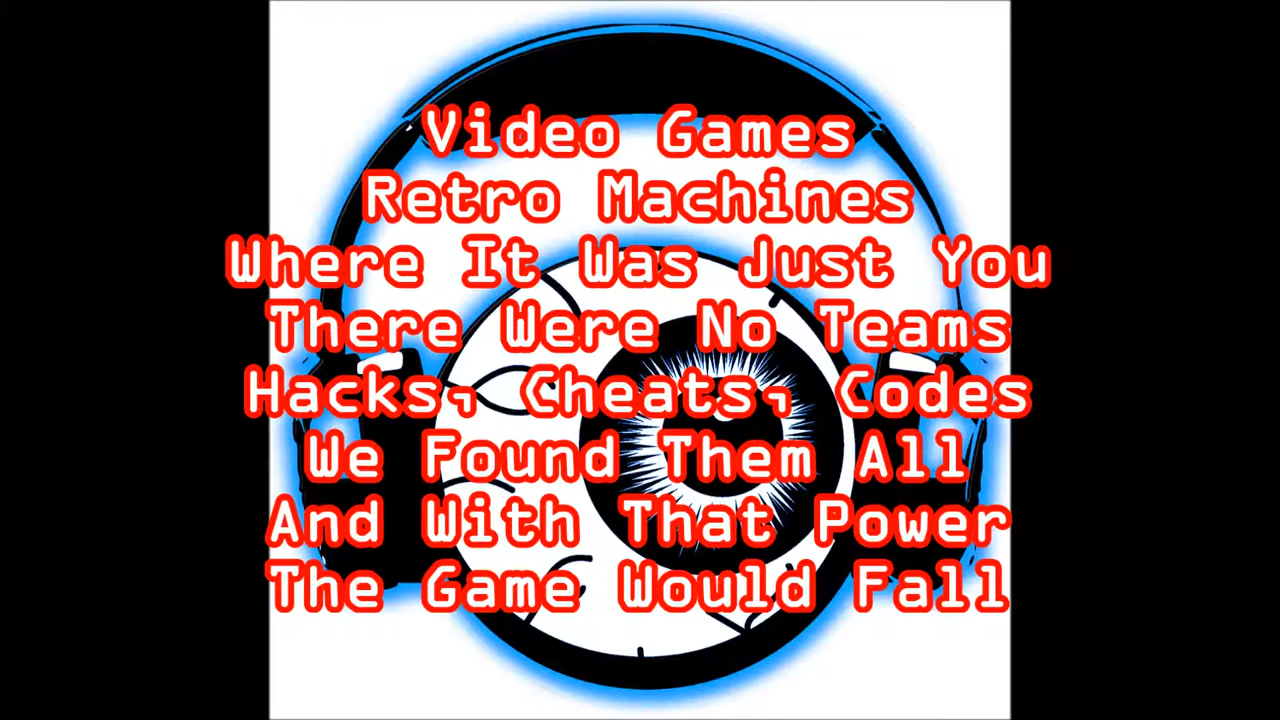 Video Games
Retro Machines
Where It Was Just You
There Were No Teams
Hacks, Cheats, Codes
We Found Them All
And With That Power
The Game Would Fall